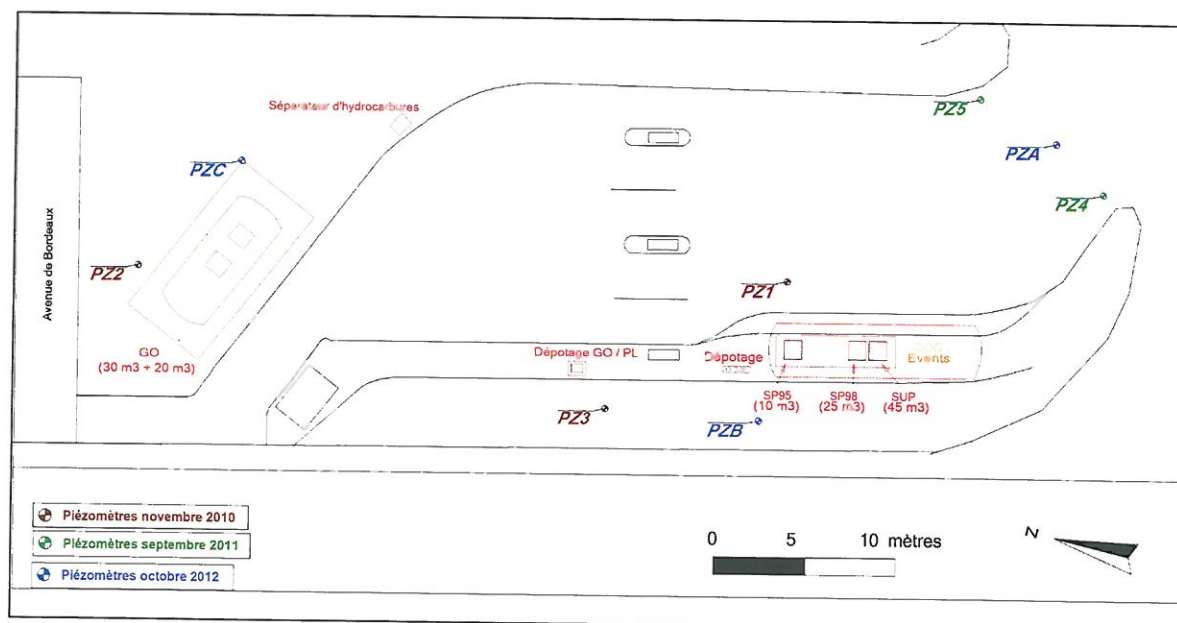 Séparateur d'hydrocarbures
PZ5
PZA
PZC
PZ4
Avenue de Bordeaux
PZ2
PZ1
GO
(30 m3 + 20 m3)
Dépotage GO / PL
Dépotage
Events
SP95
(10 m3)
SP98
(25 m3)
SUP
(45 m3)
PZ3
PZB
Piézomètres novembre 2010
Piézomètres septembre 2011
Piézomètres octobre 2012
0 5 10 mètres
N